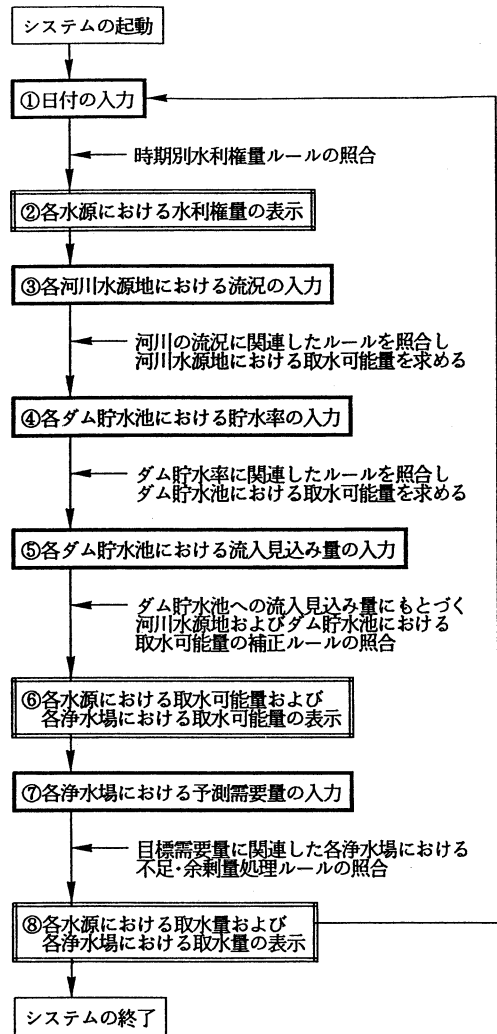 システムの起動
①日付の入力
時期別水利権量ルールの照合
②各水源における水利権量の表示
③各河川水源地における流況の入力
河川の流況に関連したルールを照合し
河川水源地における取水可能量を求める
④各ダム貯水池における貯水率の入力
ダム貯水率に関連したルールを照合し
ダム貯水池における取水可能量を求める
⑤各ダム貯水池における流入見込み量の入力
ダム貯水池への流入見込み量にもとづく
河川水源地およびダム貯水池における
取水可能量の補正ルールの照合
⑥各水源における取水可能量および
各浄水場における取水可能量の表示
⑦各浄水場における予測需要量の入力
目標需要量に関連した各浄水場における
不足・余剰量処理ルールの照合
⑧各水源における取水量および
各浄水場における取水量の表示
システムの終了